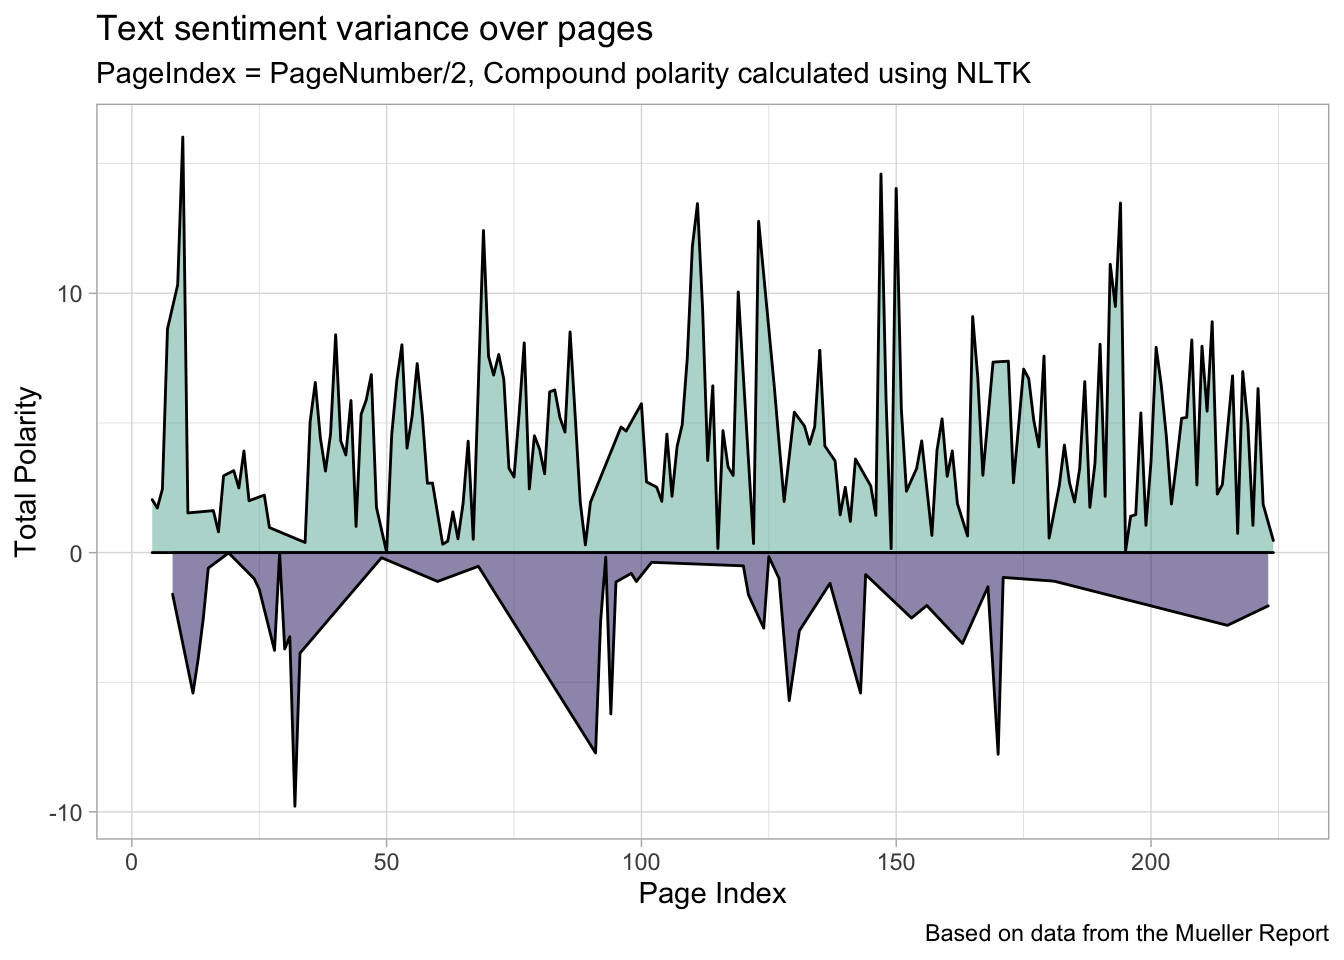 Text sentiment variance over pages
PageIndex = PageNumber/2, Compound polarity calculated using NLTK
Total Polarity
10
0
-10
0
50
100
150
200
Page Index
Based on data from the Mueller Report